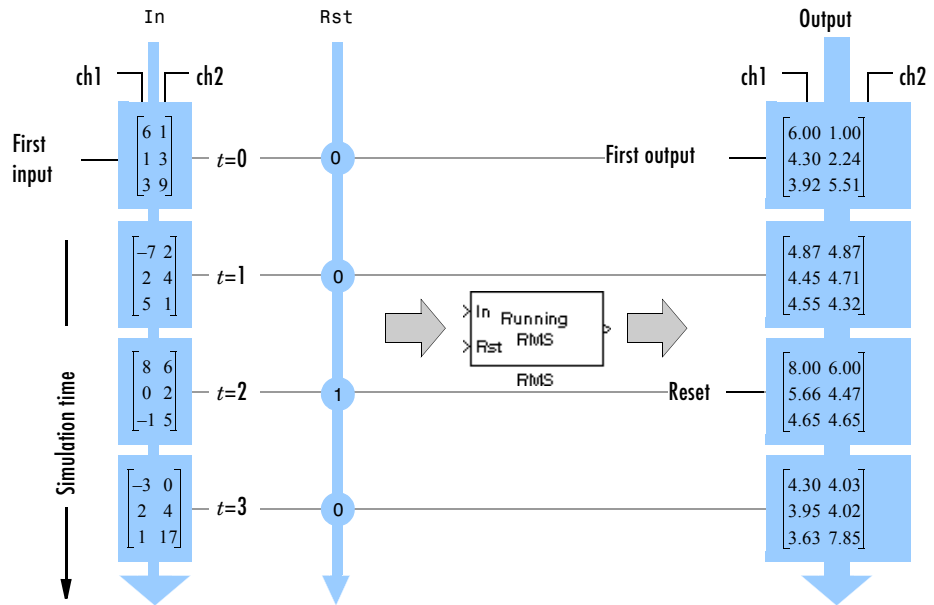 In Rst Output
ch1 ch2 ch1 ch2
First input
6 1
1 3
3 9
t=0
0
First output
6.00 1.00
4.30 2.24
3.92 5.51
−7 2
2 4
5 1
t=1
0
4.87 4.87
4.45 4.71
4.55 4.32
In Running RMS
Rst
RMS
Simulation time
8 6
0 2
−1 5
t=2
1
Reset
8.00 6.00
5.66 4.47
4.65 4.65
−3 0
2 4
1 17
t=3
0
4.30 4.03
3.95 4.02
3.63 7.85